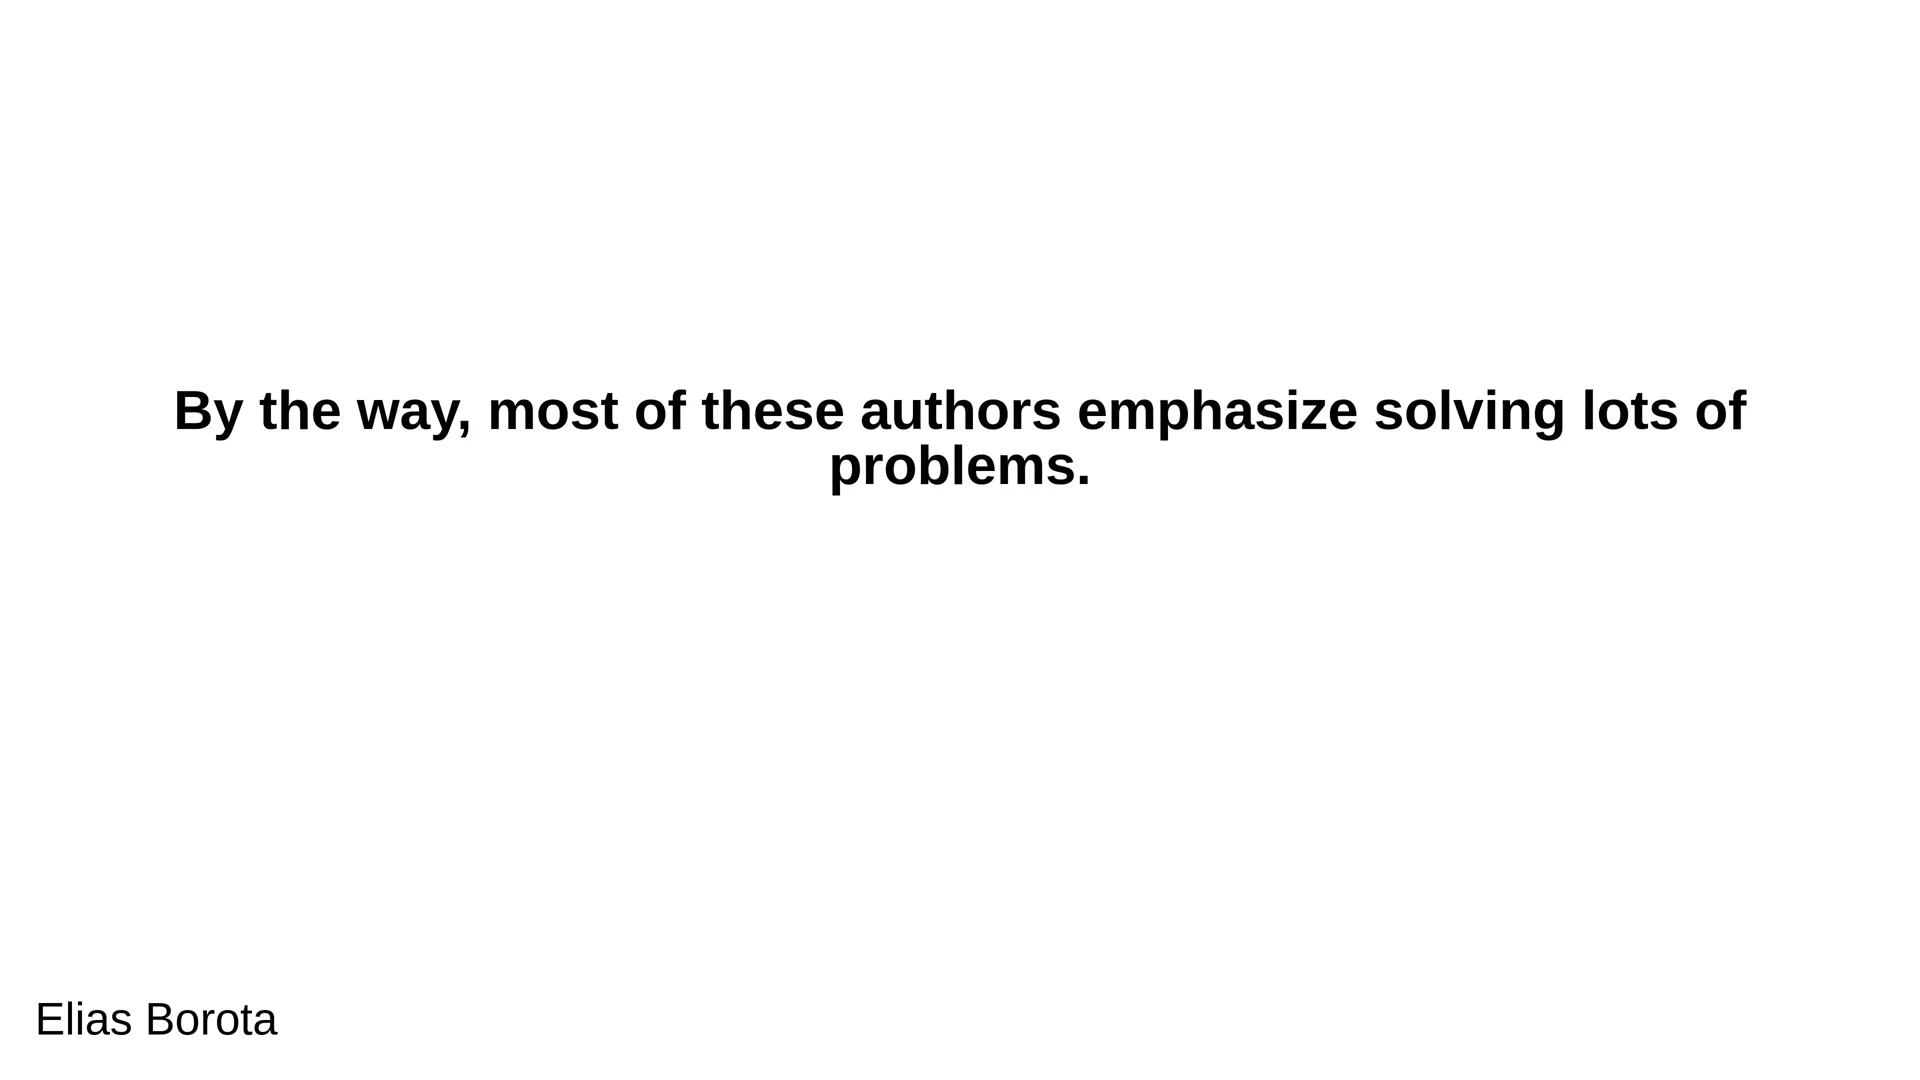 By the way, most of these authors emphasize solving lots of
problems.
Elias Borota